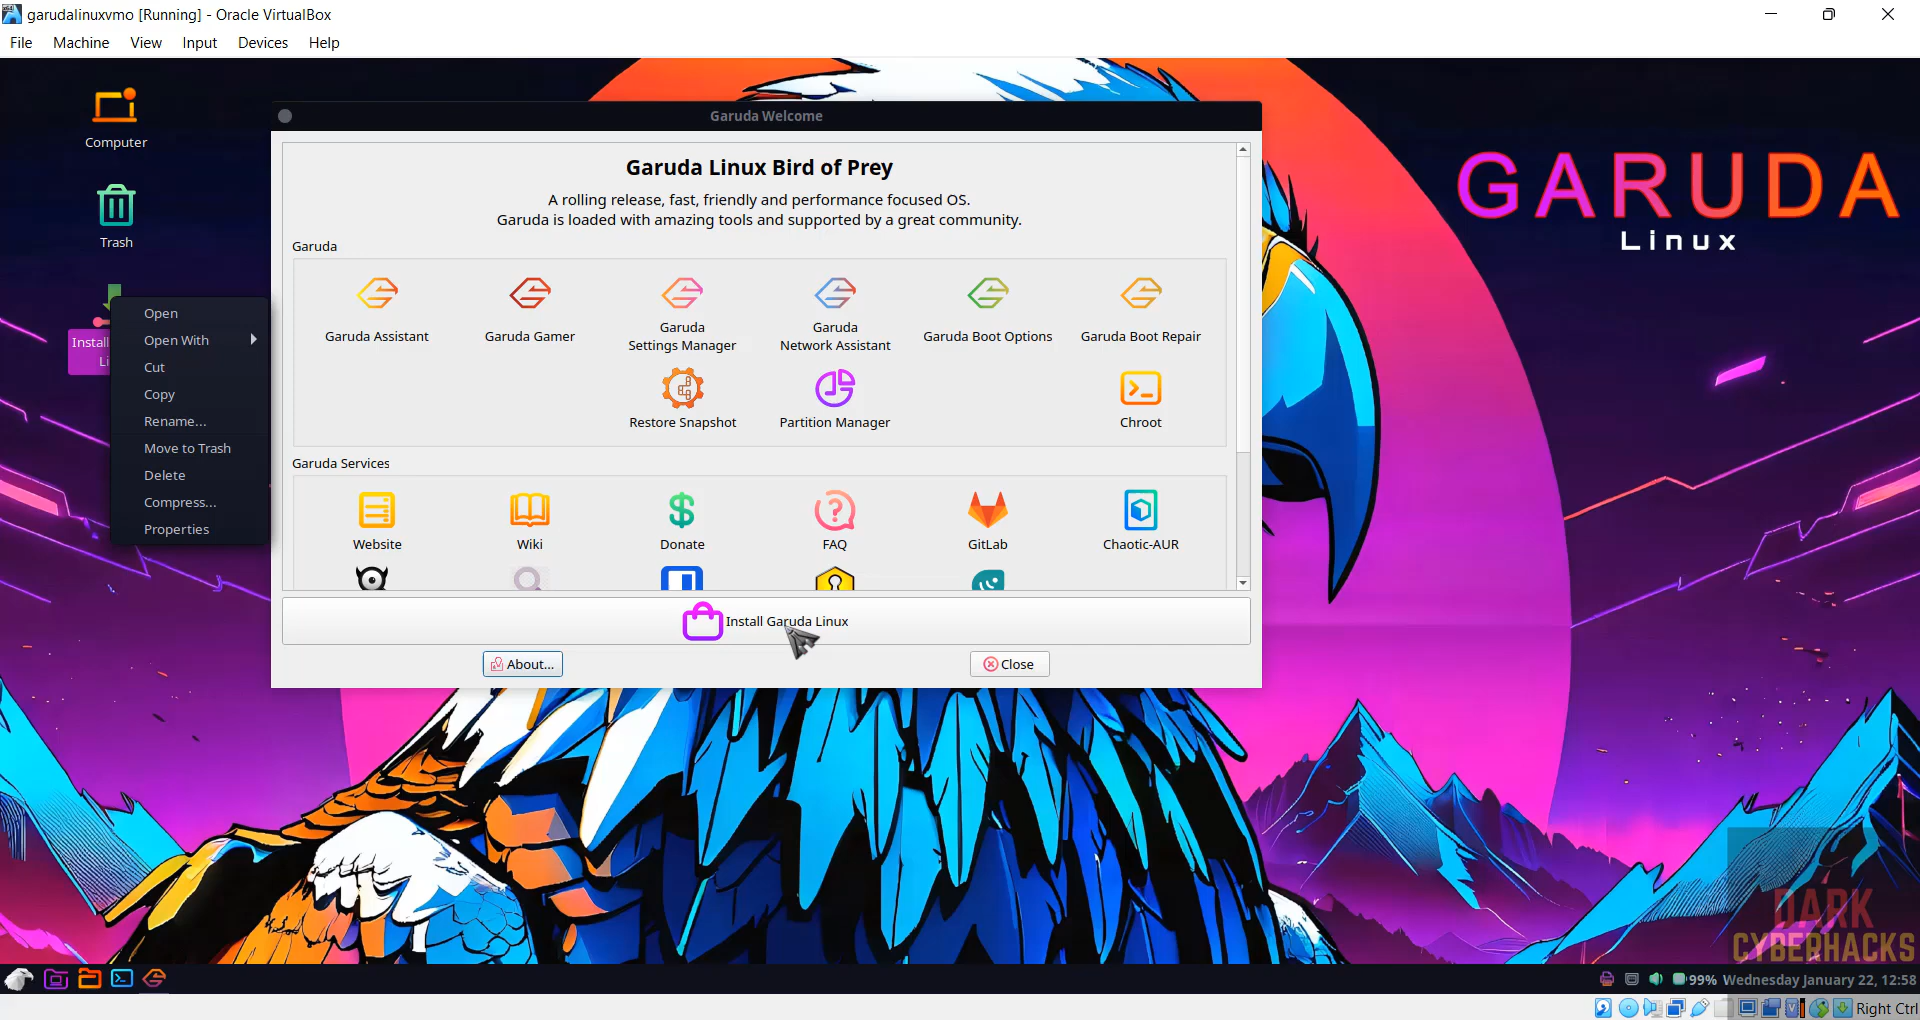 garudalinuxvmo [Running] - Oracle VirtualBox
File Machine View Input Devices Help
Computer
Trash
Install
Li
Open
Open With
Cut
Copy
Rename...
Move to Trash
Delete
Compress...
Properties
Garuda Welcome
Garuda Linux Bird of Prey
A rolling release, fast, friendly and performance focused OS.
Garuda is loaded with amazing tools and supported by a great community.
Garuda
Garuda Assistant
Garuda Gamer
Garuda
Settings Manager
Garuda
Network Assistant
Garuda Boot Options
Garuda Boot Repair
Restore Snapshot
Partition Manager
Chroot
Garuda Services
Website
Wiki
Donate
FAQ
GitLab
Chaotic-AUR
Install Garuda Linux
About...
Close
GARUDA
Linux
DARK
CYBERHACKS
99% Wednesday January 22, 12:58
Right Ctrl